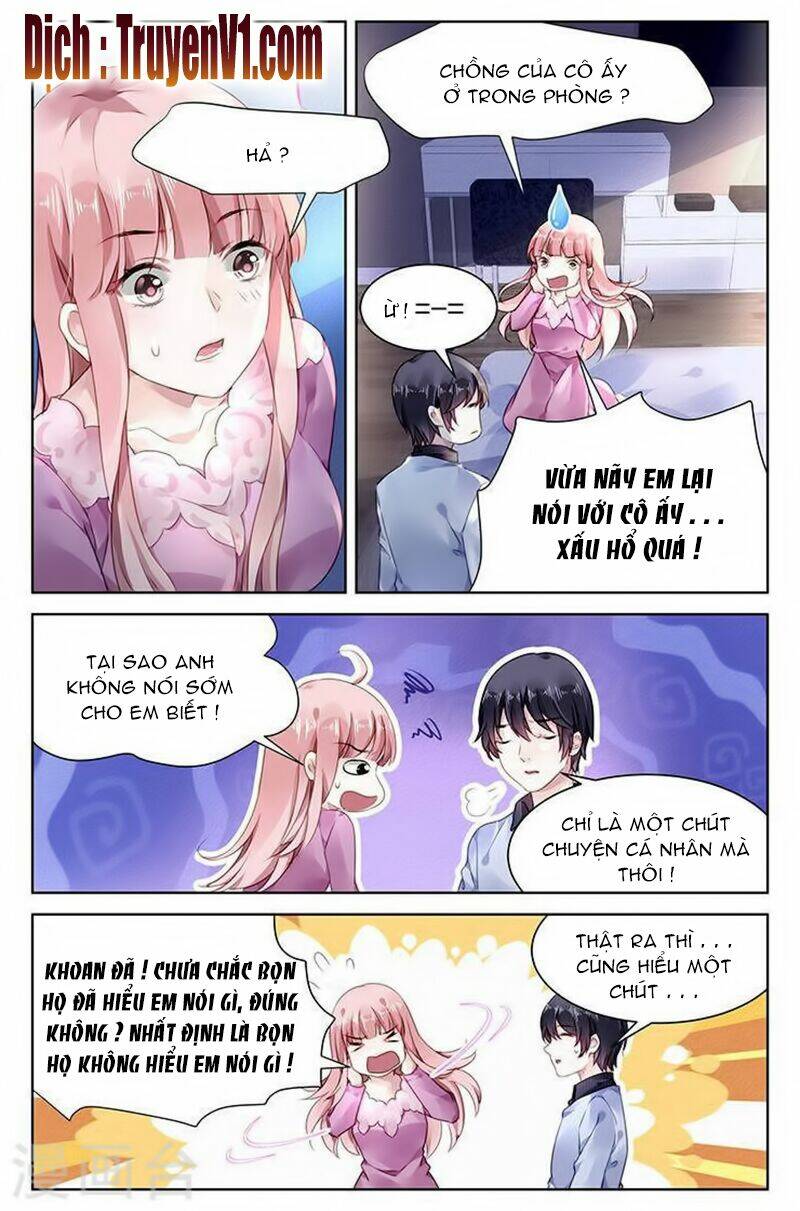 Dịch : TruyenV1.com
HẢ ?
CHỒNG CỦA CÔ ẤY
Ở TRONG PHÒNG ?
Ừ ! =-=
VỪA NÃY EM LẠI
NÓI VỚI CÔ ẤY . . .
XẤU HỔ QUÁ !
TẠI SAO ANH
KHÔNG NÓI SỚM
CHO EM BIẾT !
CHỈ LÀ MỘT CHÚT
CHUYỆN CÁ NHÂN MÀ
THÔI !
KHOAN ĐÃ ! CHƯA CHẮC BỌN
HỌ ĐÃ HIỂU EM NÓI GÌ, ĐÚNG
KHÔNG ? NHẤT ĐỊNH LÀ BỌN
HỌ KHÔNG HIỂU EM NÓI GÌ !
THẬT RA THÌ . . .
CŨNG HIỂU MỘT
CHÚT . . .
漫画台